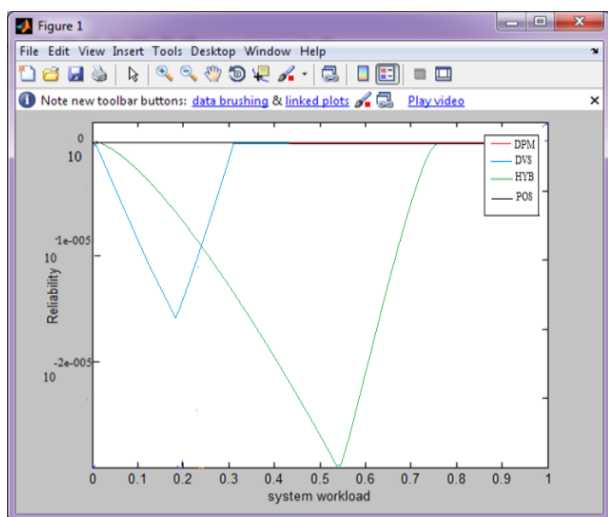 Figure 1
File Edit View Insert Tools Desktop Window Help
Note new toolbar buttons: data brushing & linked plots Play video
0
10
1e-005
10
-2e-005
10
Reliability
DPM
DVS
HYB
POS
0 0.1 0.2 0.3 0.4 0.5 0.6 0.7 0.8 0.9 1
system workload